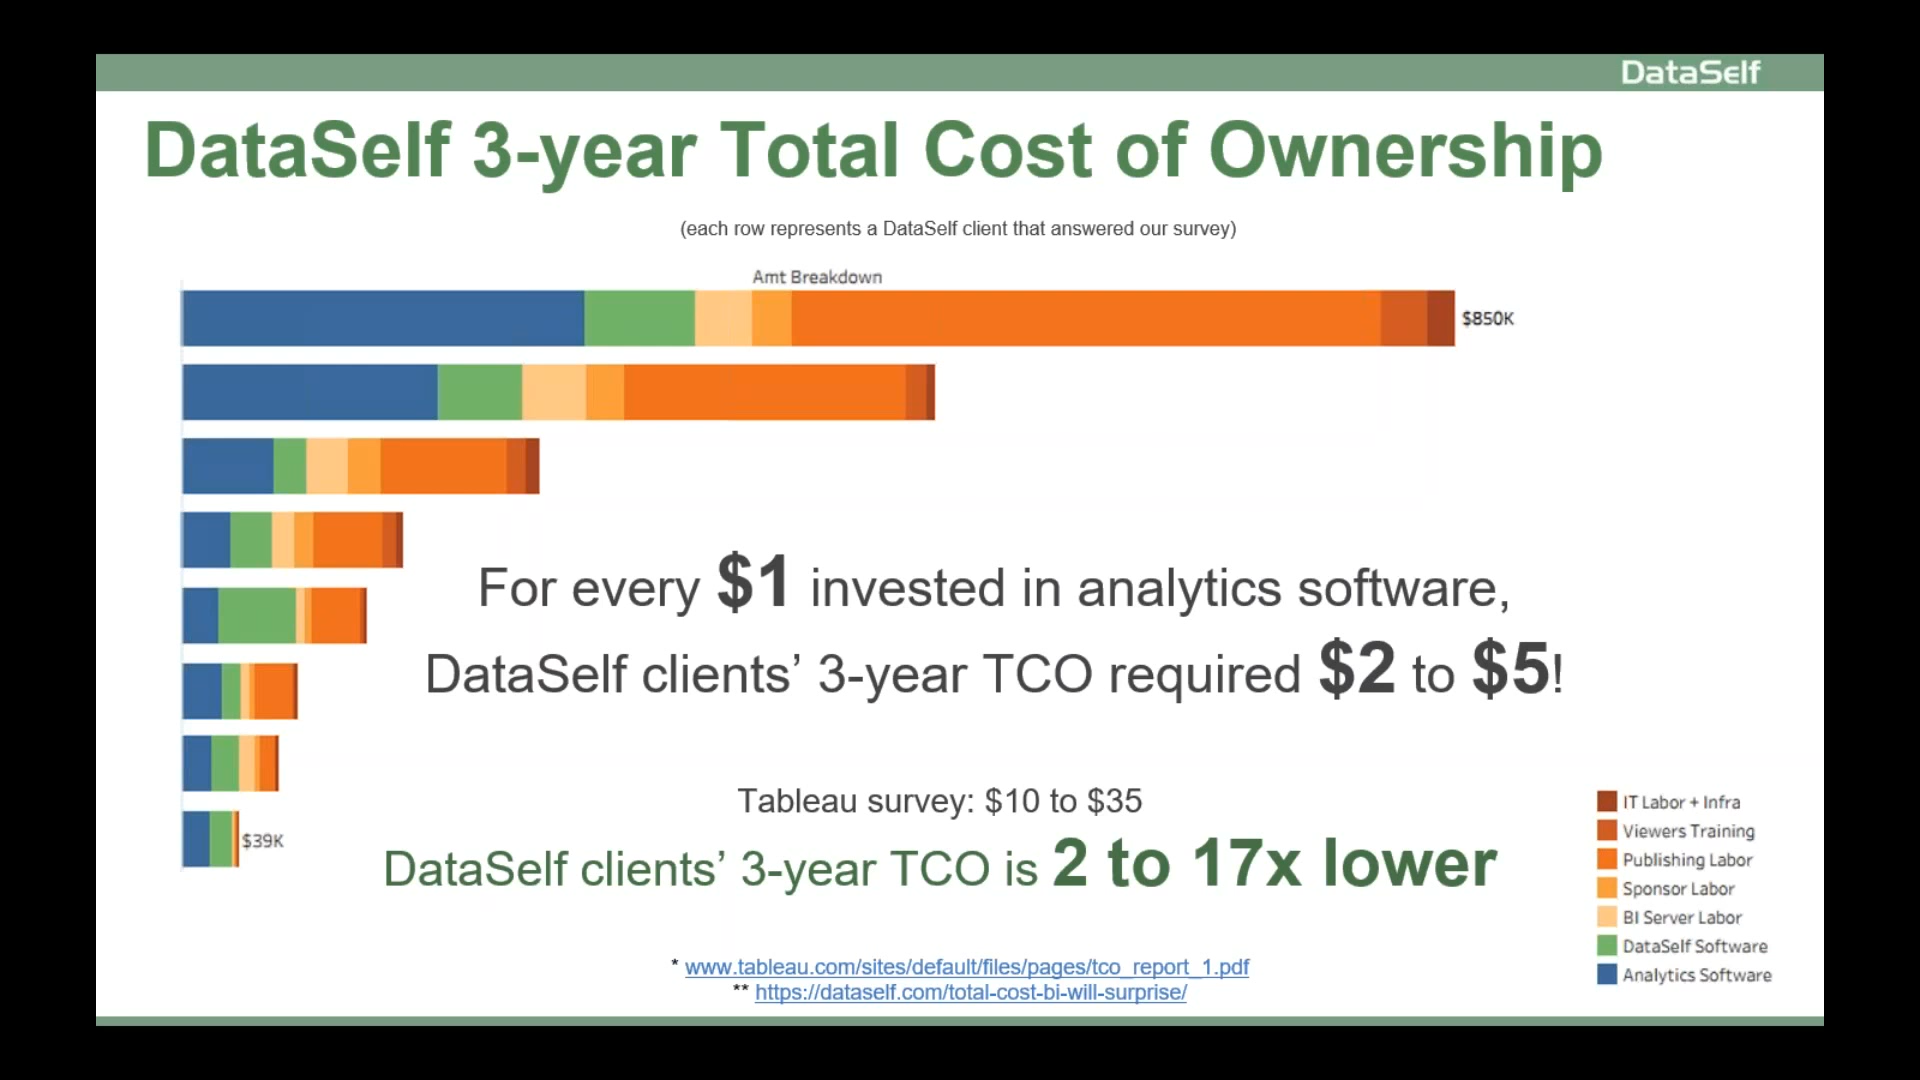 DataSelf
DataSelf 3-year Total Cost of Ownership
(each row represents a DataSelf client that answered our survey)
Amt Breakdown
$850K
For every $1 invested in analytics software,
DataSelf clients’ 3-year TCO required $2 to $5!
Tableau survey: $10 to $35
$39K
DataSelf clients’ 3-year TCO is 2 to 17x lower
IT Labor + Infra
Viewers Training
Publishing Labor
Sponsor Labor
BI Server Labor
DataSelf Software
Analytics Software
* www.tableau.com/sites/default/files/pages/tco_report_1.pdf
** https://dataself.com/total-cost-bi-will-surprise/